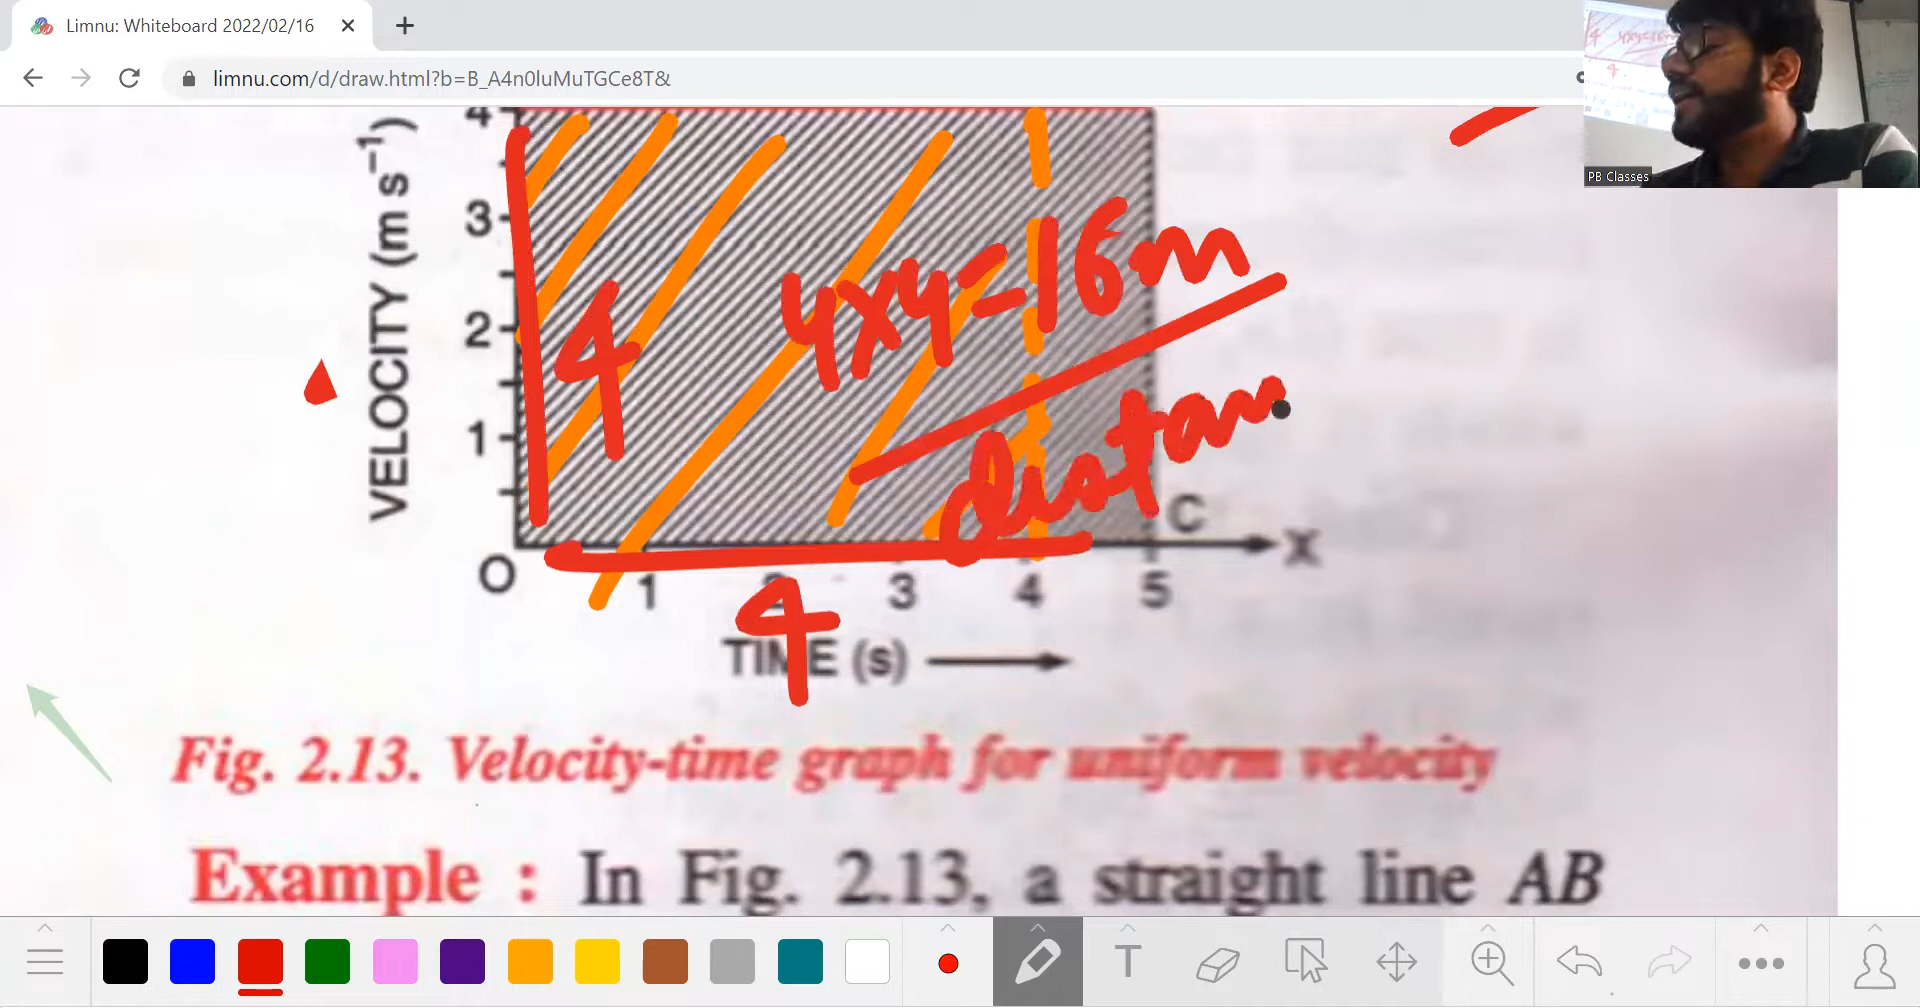 Limnu: Whiteboard 2022/02/16
limnu.com/d/draw.html?b=B_A4n0luMuTGCe8T&
PB Classes
VELOCITY (m s⁻¹)
4
3
2
1
4
4x4=16m
distan
C
O
X
1
2
3
4
5
4
TIME (s)
Fig. 2.13. Velocity-time graph for uniform velocity
Example : In Fig. 2.13, a straight line AB
T